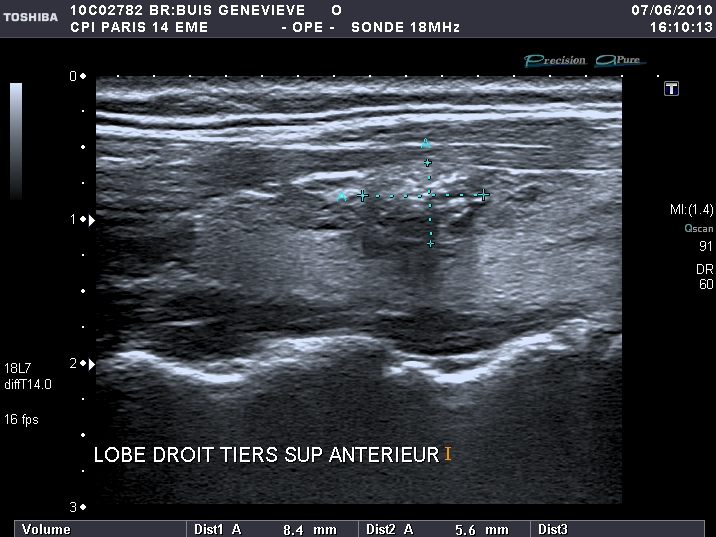 TOSHIBA
10C02782 BR:BUIS GENEVIEVE O 07/06/2010
CPI PARIS 14 EME - OPE - SONDE 18MHz 16:10:13
Precision APure
0
T
A
A
MI:(1.4)
1
Qscan
91
DR
60
2
18L7
diffT14.0
16 fps
LOBE DROIT TIERS SUP ANTERIEUR
3
Volume Dist1 A 8.4 mm Dist2 A 5.6 mm Dist3